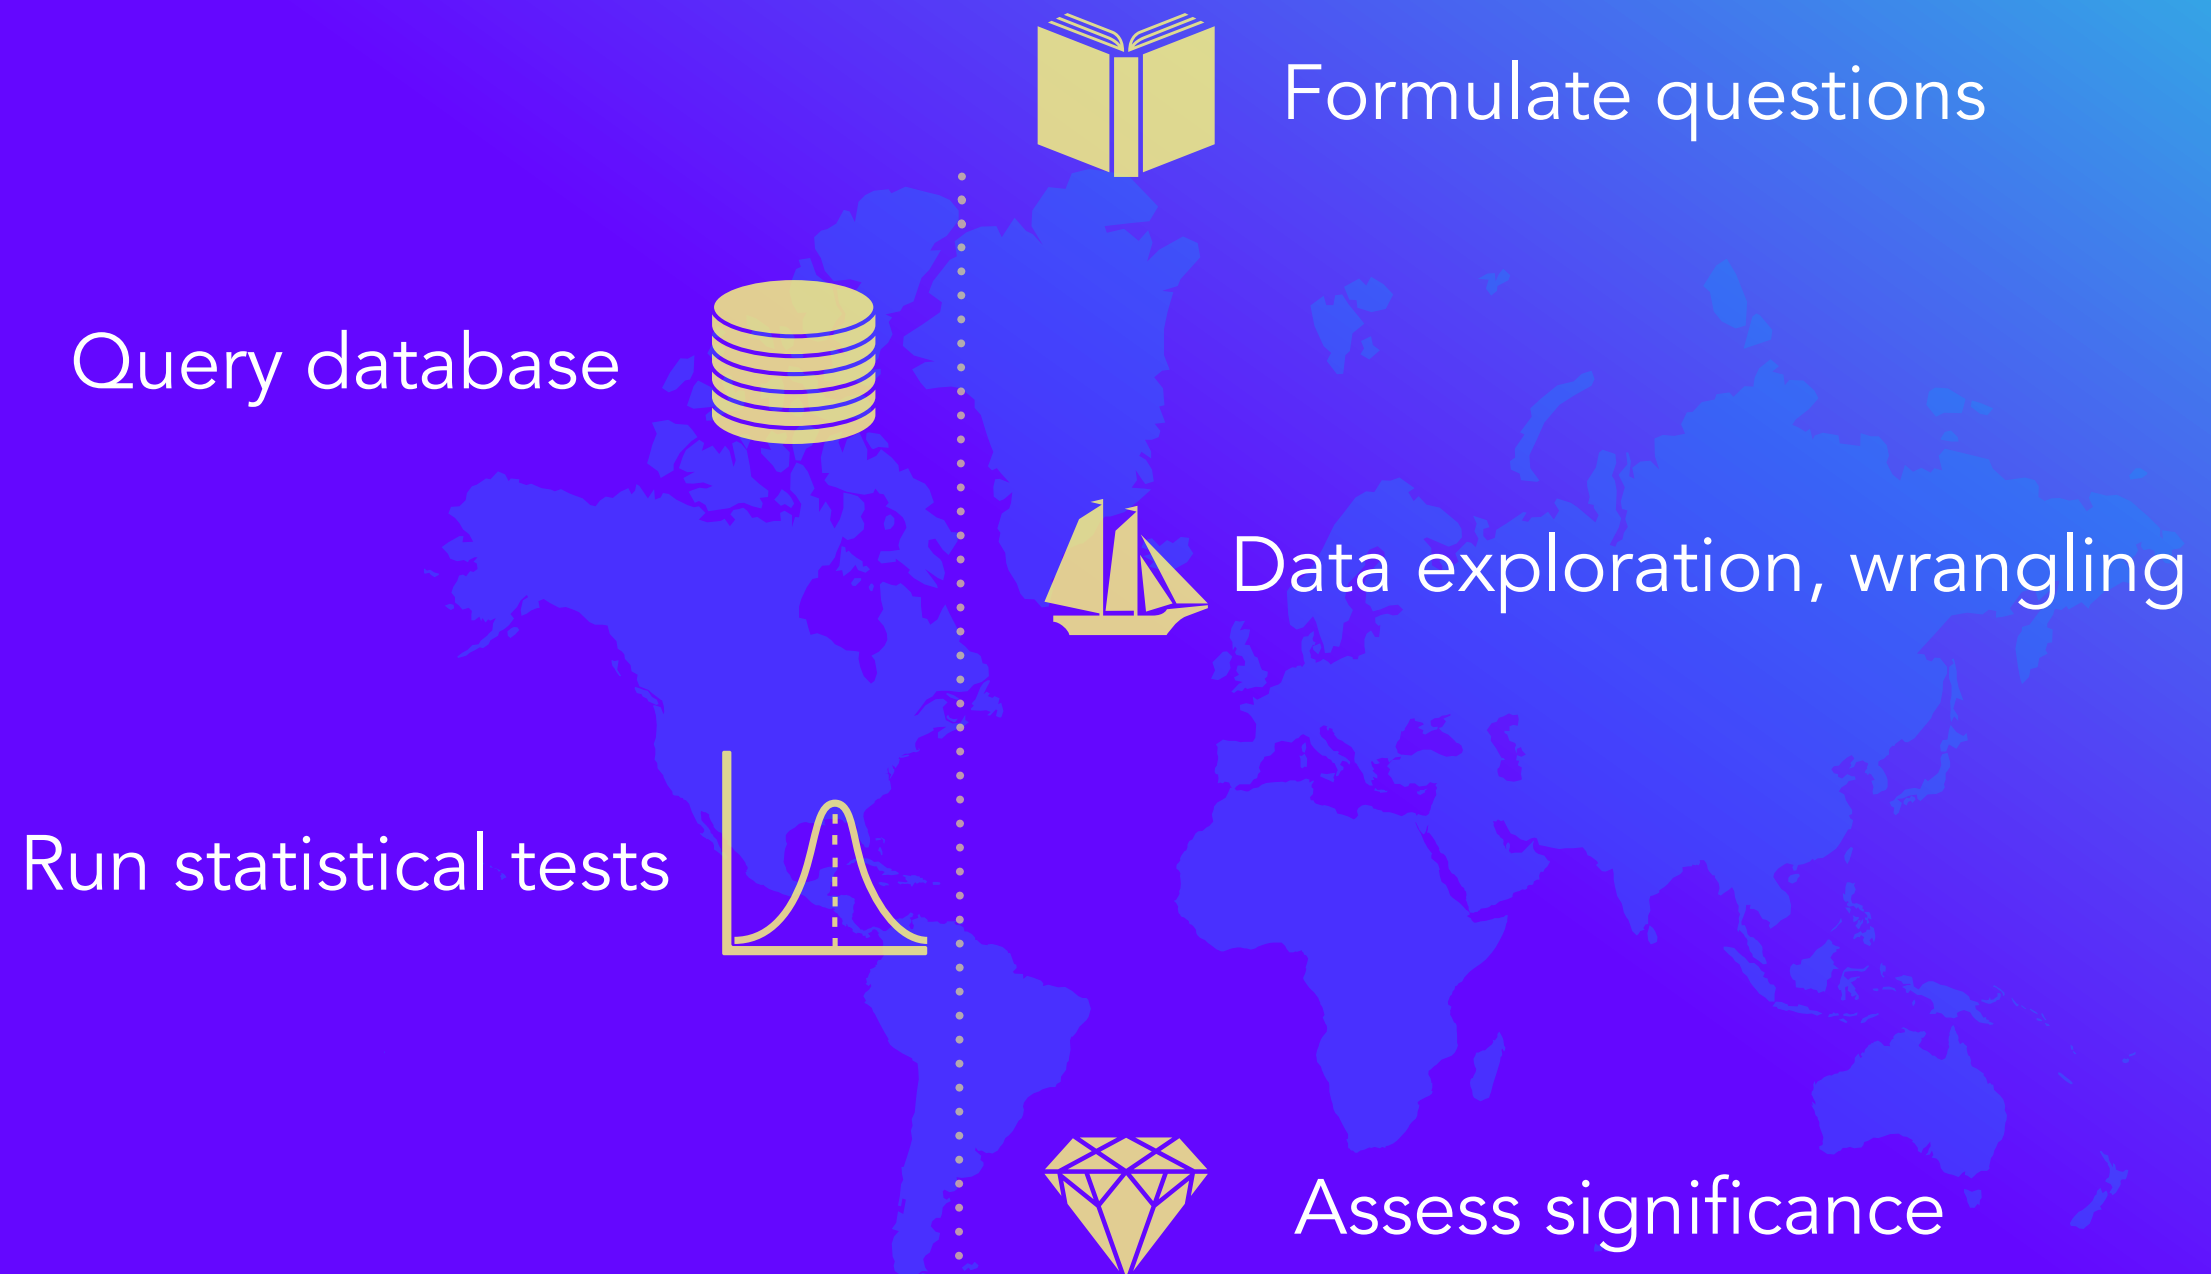 Formulate questions
Query database
Data exploration, wrangling
Run statistical tests
Assess significance